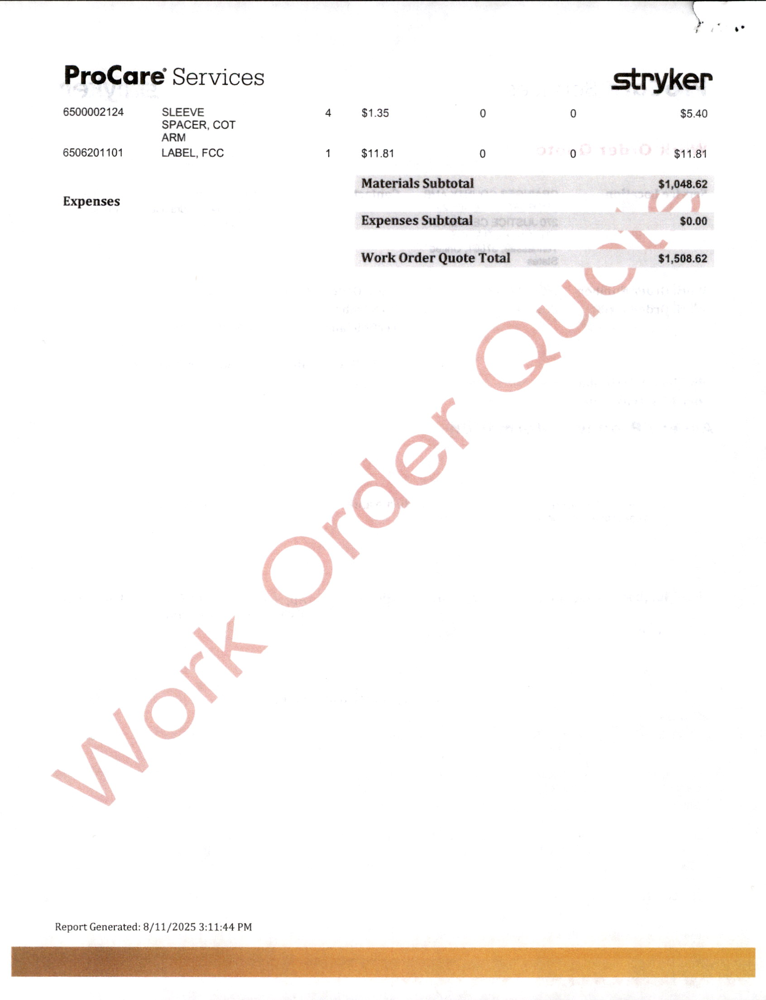 ProCare® Services
stryker
6500002124 SLEEVE 4 $1.35 0 0 $5.40
SPACER, COT
ARM
6506201101 LABEL, FCC 1 $11.81 0 0 $11.81
Materials Subtotal $1,048.62
Expenses
Expenses Subtotal $0.00
Work Order Quote Total $1,508.62
Work Order Quote
Report Generated: 8/11/2025 3:11:44 PM